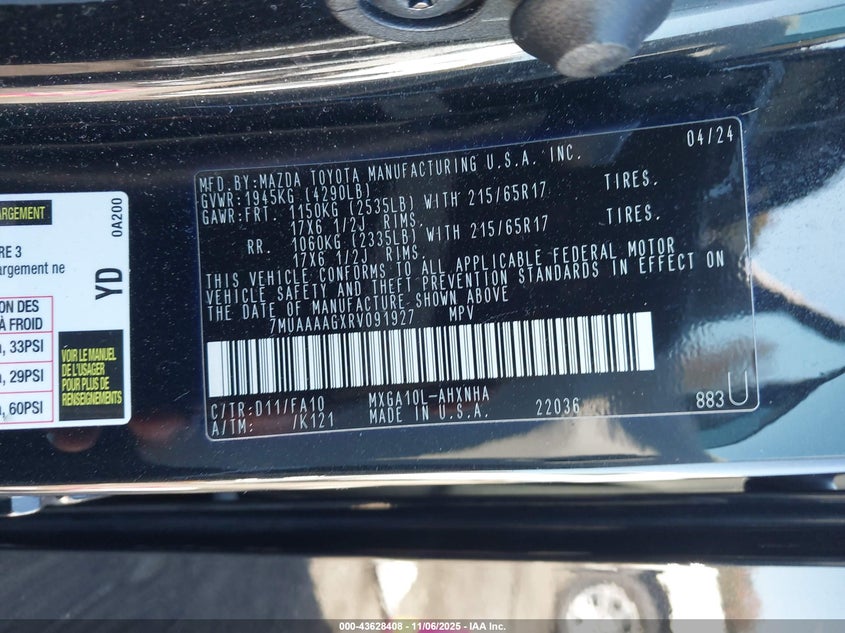 MFD.BY:MAZDA TOYOTA MANUFACTURING U.S.A. INC. 04/24
GVWR:1945KG (4290LB)
GAWR:FRT. 1150KG (2535LB) WITH 215/65R17 TIRES.
17X6 1/2J RIMS.
RR. 1060KG (2335LB) WITH 215/65R17 TIRES.
17X6 1/2J RIMS.
THIS VEHICLE CONFORMS TO ALL APPLICABLE FEDERAL MOTOR
VEHICLE SAFETY AND THEFT PREVENTION STANDARDS IN EFFECT ON
THE DATE OF MANUFACTURE SHOWN ABOVE
7MUAAAAGXRV091927 MPV
C/TR:D11/FA10 MXGA10L-AHXNHA
A/TM: /K121 MADE IN U.S.A. 22036 883U
ARGEMENT
0A200
RE 3
argement ne
YD
ON DES
À FROID
, 33PSI
, 29PSI
, 60PSI
VOIR LE MANUEL
POUR PLUS DE
RENSEIGNEMENTS
000-43628408 - 11/06/2025 - IAA Inc.